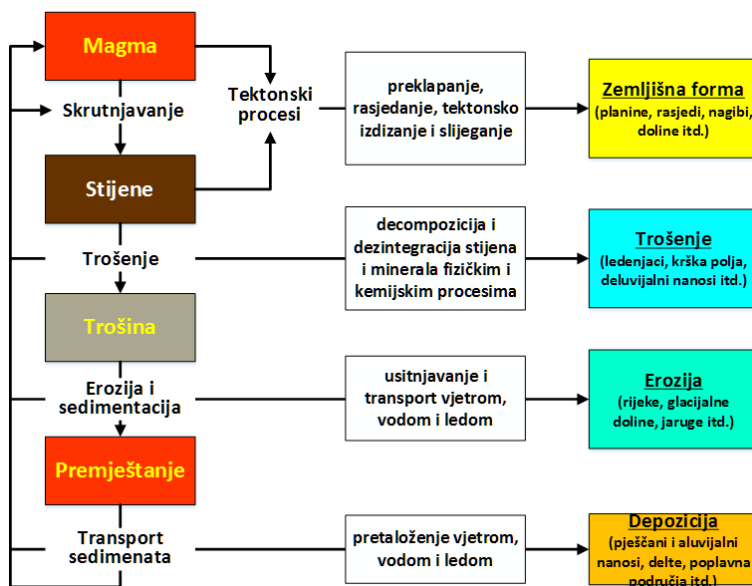 Magma
Skrutnjavanje
Tektonski
procesi
preklapanje,
rasjedanje, tektonsko
izdizanje i slijeganje
Zemljišna forma
(planine, rasjedi, nagibi,
doline itd.)
Stijene
Trošenje
decompozicija i
dezintegracija stijena
i minerala fizičkim i
kemijskim procesima
Trošenje
(ledenjaci, krška polja,
deluvijalni nanosi itd.)
Trošina
Erozija i
sedimentacija
usitnjavanje i
transport vjetrom,
vodom i ledom
Erozija
(rijeke, glacijalne
doline, jaruge itd.)
Premještanje
Transport
sedimenata
pretaloženje vjetrom,
vodom i ledom
Depozicija
(pješčani i aluvijalni
nanosi, delte, poplavna
područja itd.)